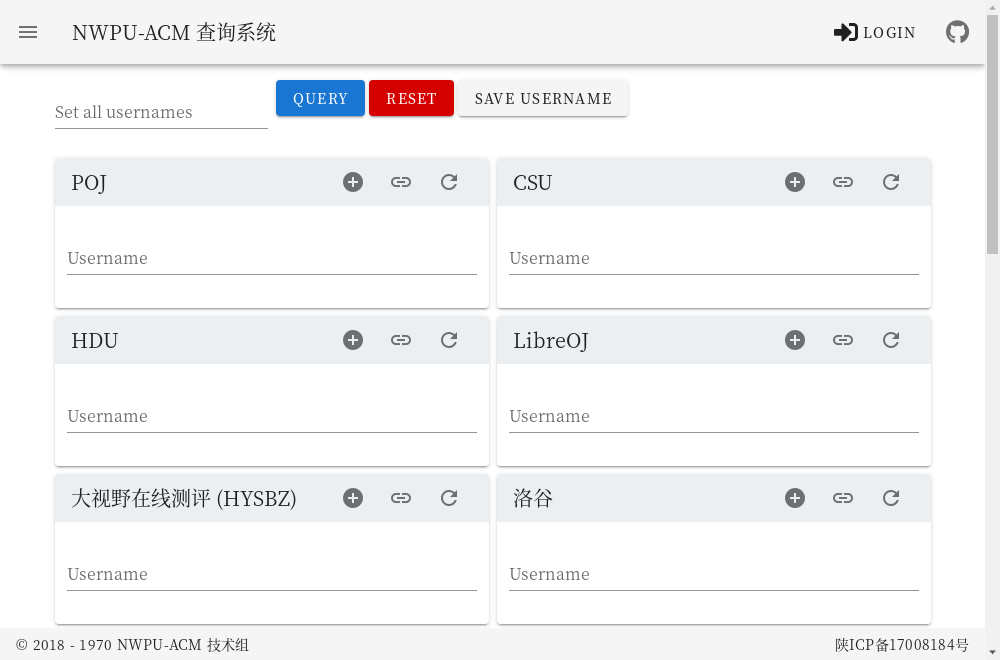 NWPU-ACM 查询系统
LOGIN
Set all usernames
QUERY
RESET
SAVE USERNAME
POJ
Username
CSU
Username
HDU
Username
LibreOJ
Username
大视野在线测评 (HYSBZ)
Username
洛谷
Username
© 2018 - 1970 NWPU-ACM 技术组
陕ICP备17008184号